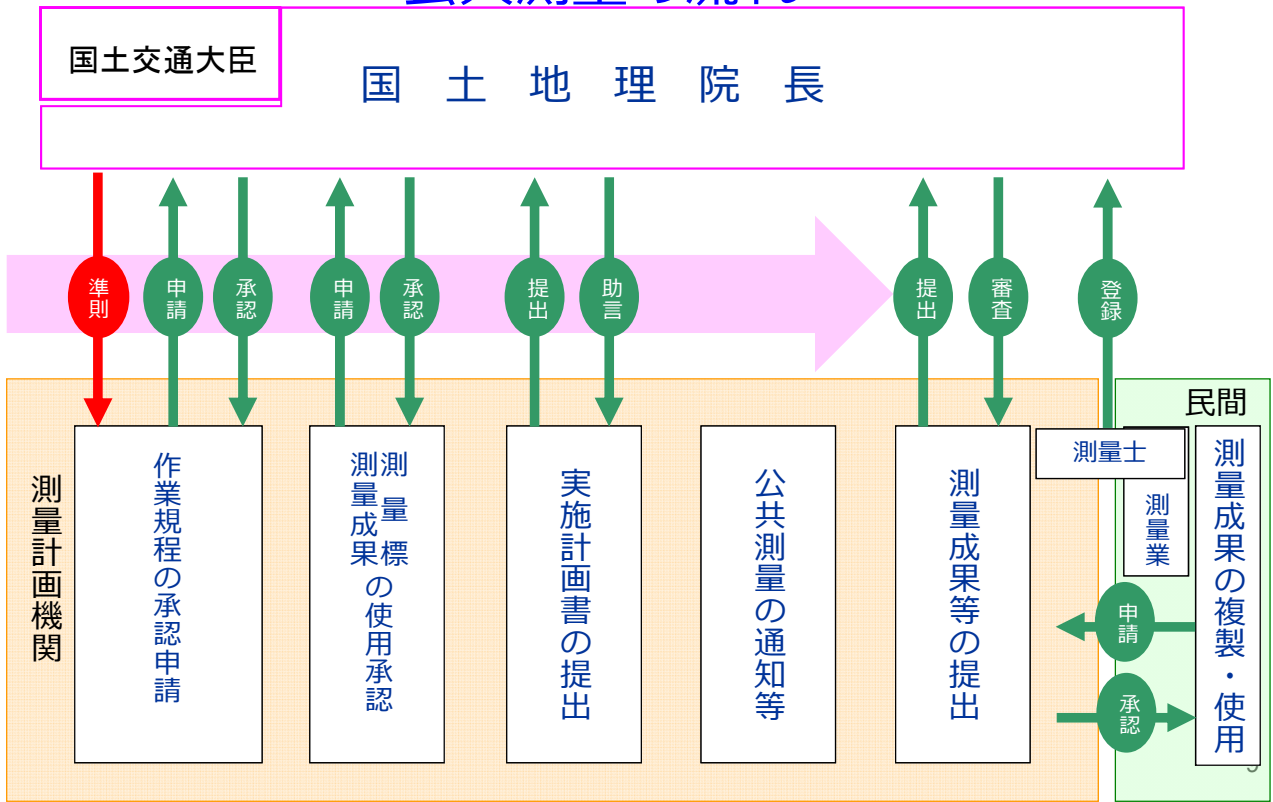 国土交通大臣
国土地理院長
準則
申請
承認
申請
承認
提出
助言
提出
審査
登録
測量計画機関
作業規程の承認申請
測量標
測量成果
の使用承認
実施計画書の提出
公共測量の通知等
測量成果等の提出
民間
測量士
測量業
測量成果の複製・使用
申請
承認